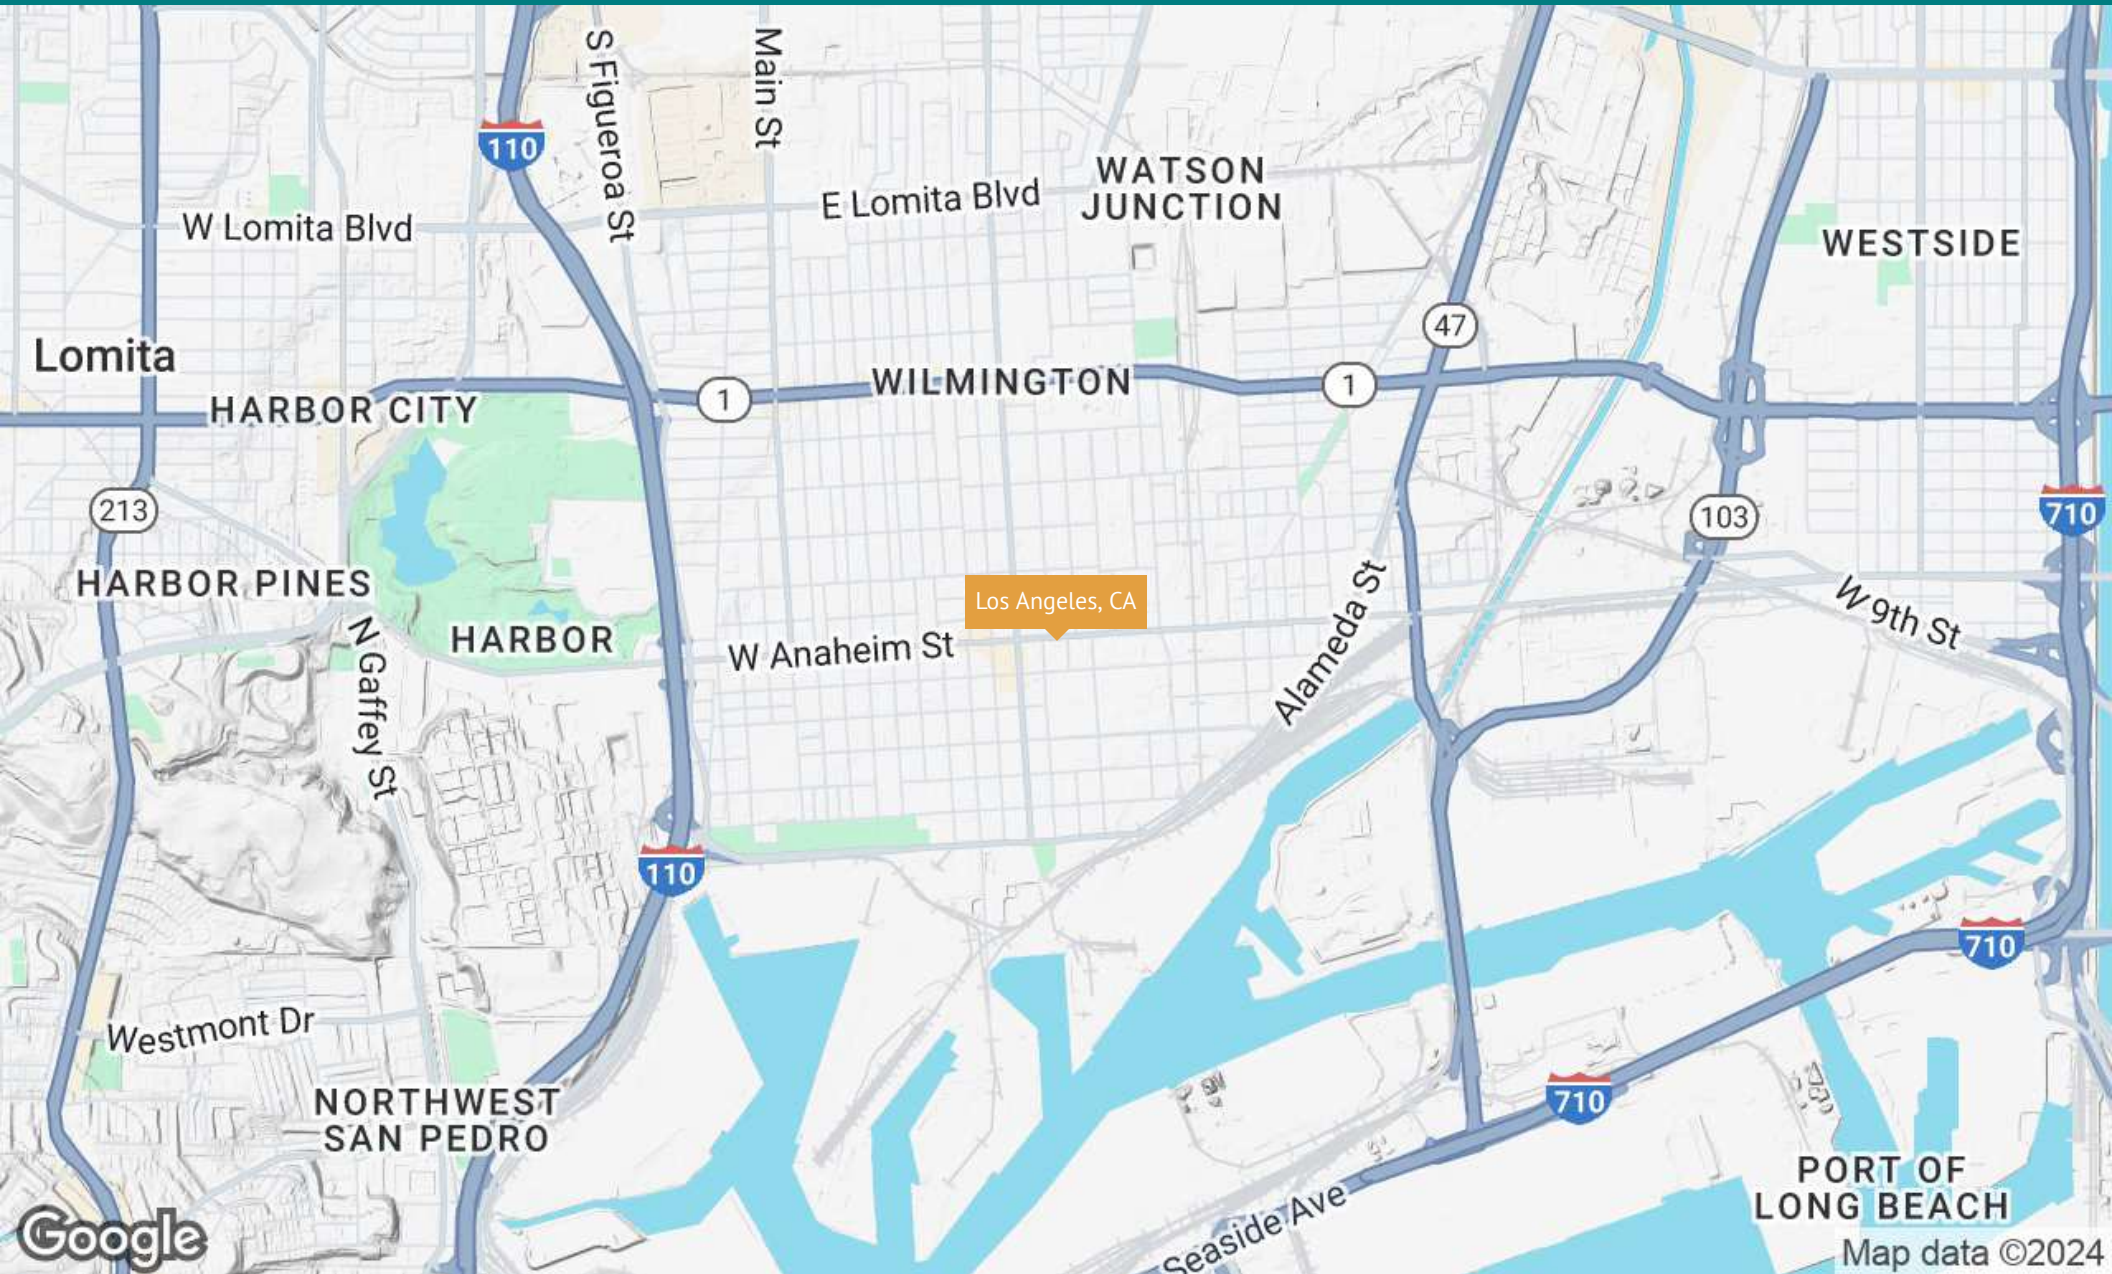 S Figueroa St
Main St
110
WATSON
JUNCTION
E Lomita Blvd
W Lomita Blvd
WESTSIDE
47
Lomita
WILMINGTON
1
1
HARBOR CITY
213
103
710
HARBOR PINES
Los Angeles, CA
W 9th St
HARBOR
W Anaheim St
Alameda St
N Gaffey St
110
710
Westmont Dr
NORTHWEST
SAN PEDRO
710
PORT OF
LONG BEACH
Seaside Ave
Google
Map data ©2024